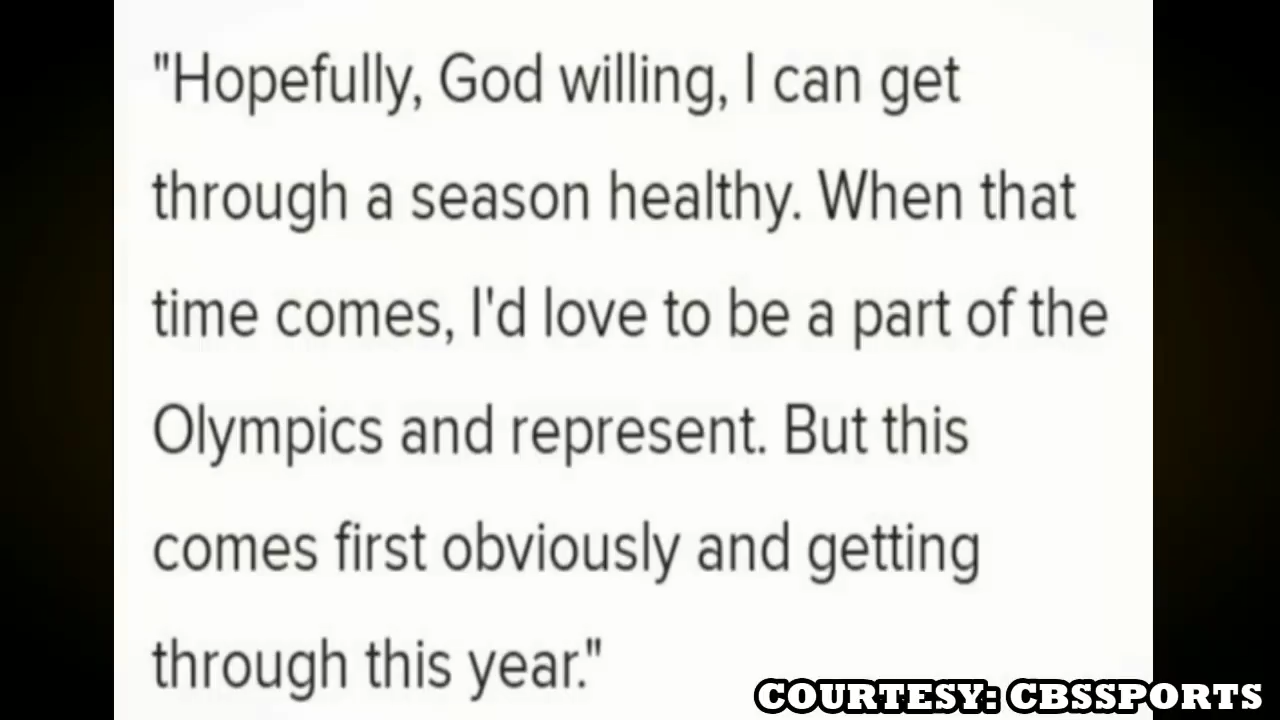 "Hopefully, God willing, I can get
through a season healthy. When that
time comes, I'd love to be a part of the
Olympics and represent. But this
comes first obviously and getting
through this year."
COURTESY: CBSSPORTS